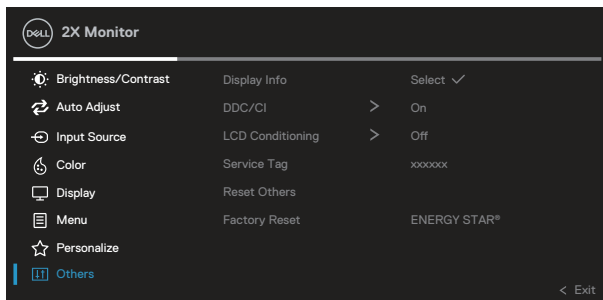 DELL 2X Monitor
Brightness/Contrast Display Info Select ✓
Auto Adjust DDC/CI > On
Input Source LCD Conditioning > Off
Color Service Tag xxxxxx
Display Reset Others
Menu Factory Reset ENERGY STAR®
Personalize
Others
< Exit